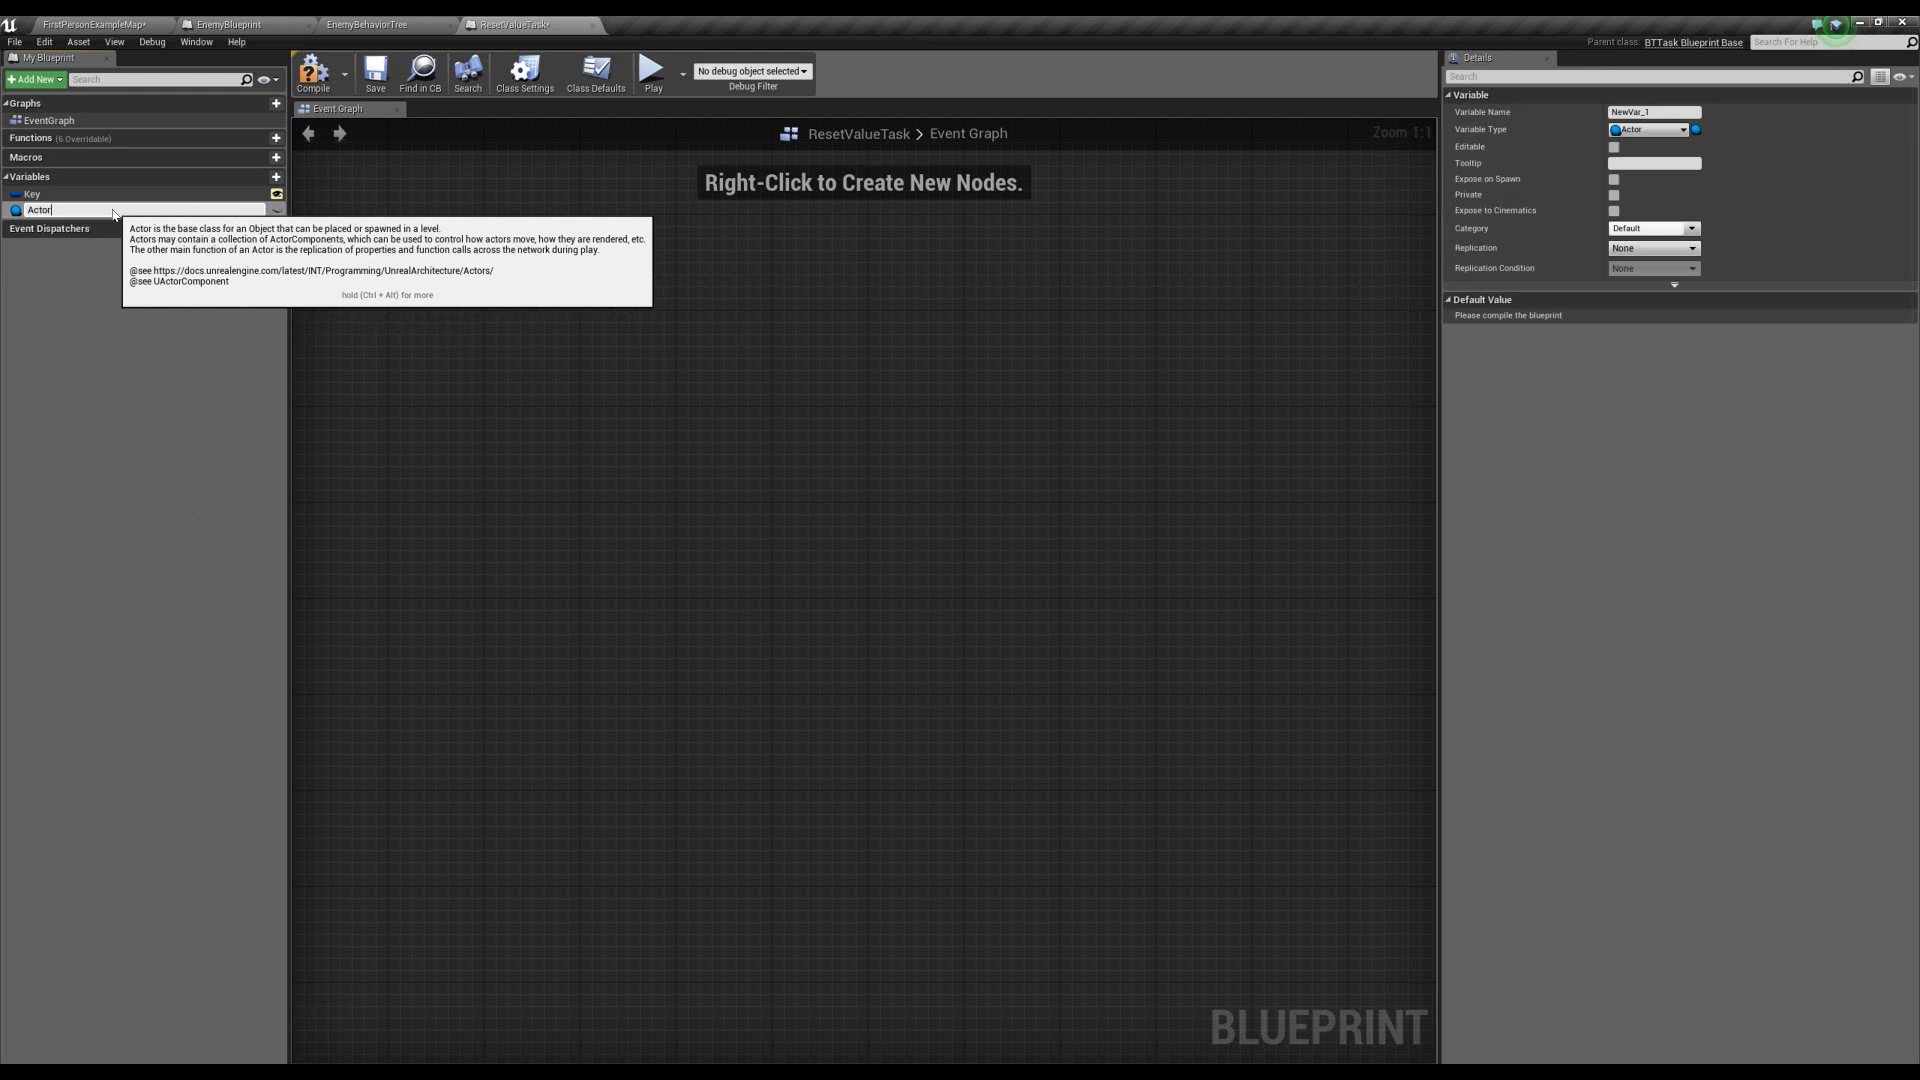 FirstPersonExampleMap*
EnemyBlueprint
EnemyBehaviorTree
ResetValueTask*
File Edit Asset View Debug Window Help
Parent class: BTTask Blueprint Base
Search For Help
My Blueprint
Add New
Search
Graphs
EventGraph
Functions (6 Overridable)
Macros
Variables
Key
Actor
Event Dispatchers
Compile
Save
Find in CB
Search
Class Settings
Class Defaults
Play
No debug object selected
Debug Filter
Event Graph
ResetValueTask > Event Graph
Zoom 1:1
Right-Click to Create New Nodes.
Actor is the base class for an Object that can be placed or spawned in a level.
Actors may contain a collection of ActorComponents, which can be used to control how actors move, how they are rendered, etc.
The other main function of an Actor is the replication of properties and function calls across the network during play.
@see https://docs.unrealengine.com/latest/INT/Programming/UnrealArchitecture/Actors/
@see UActorComponent
hold (Ctrl + Alt) for more
BLUEPRINT
Details
Search
Variable
Variable Name NewVar_1
Variable Type Actor
Editable
Tooltip
Expose on Spawn
Private
Expose to Cinematics
Category Default
Replication None
Replication Condition None
Default Value
Please compile the blueprint